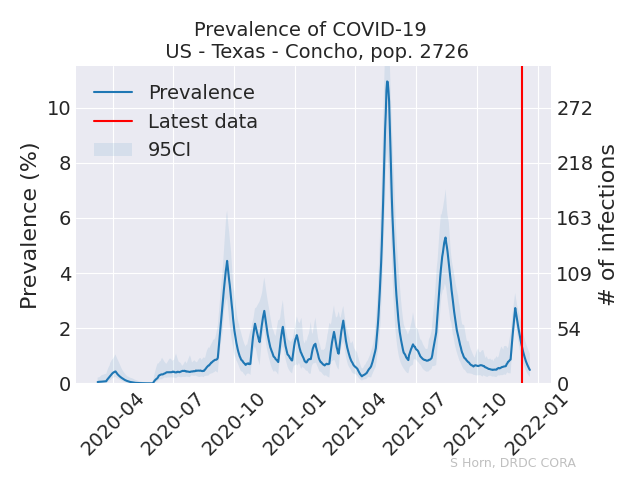 Prevalence of COVID-19
US - Texas - Concho, pop. 2726
Prevalence
Latest data
95CI
Prevalence (%)
10
8
6
4
2
0
272
218
163
109
54
0
# of infections
2020-04
2020-07
2020-10
2021-01
2021-04
2021-07
2021-10
2022-01
S Horn, DRDC CORA